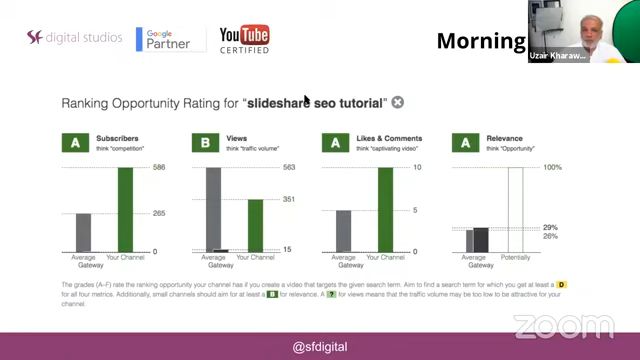 SF digital studios
Google
Partner
YouTube
CERTIFIED
Morning
Uzair Kharaw...
Ranking Opportunity Rating for "slideshare seo tutorial"
A
Subscribers
think "competition"
586
265
0
Average
Gateway
Your Channel
B
Views
think "traffic volume"
563
351
15
Average
Gateway
Your Channel
A
Likes & Comments
think "captivating video"
10
5
0
Average
Gateway
Your Channel
A
Relevance
think "Opportunity"
100%
29%
26%
Average
Gateway
Potentially
The grades (A–F) rate the ranking opportunity your channel has if you create a video that targets the given search term. Aim to find a search term for which you get at least a D
for all four metrics. Additionally, small channels should aim for at least a B for relevance. A ? for views means that the traffic volume may be too low to be attractive for your
channel.
zoom
@sfdigital